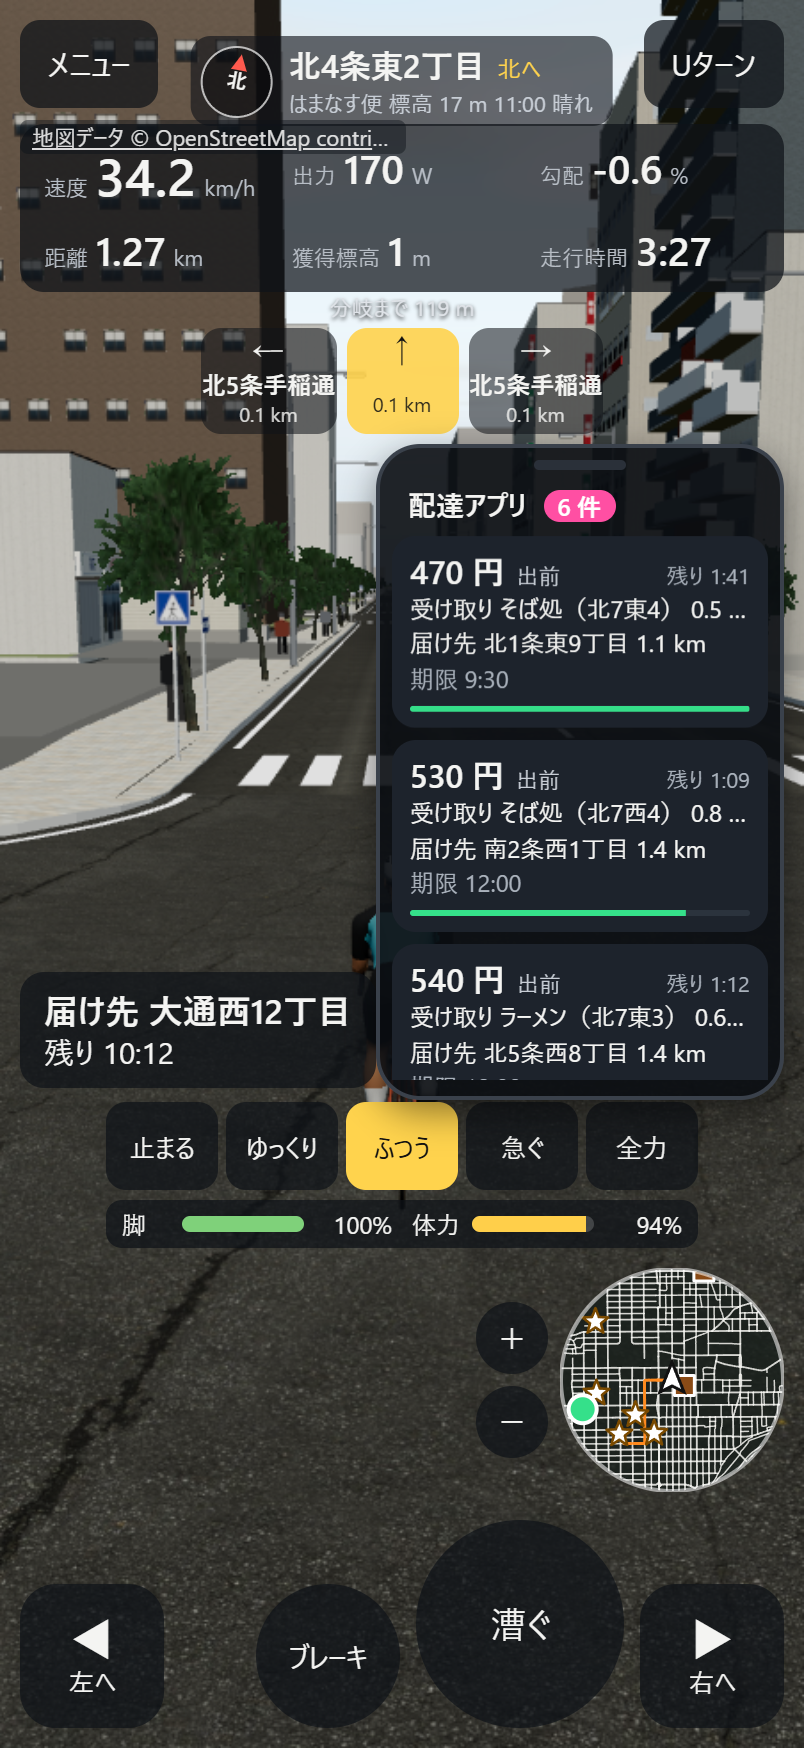 メニュー
北
北4条東2丁目 北へ
はまなす便 標高 17 m 11:00 晴れ
Uターン
地図データ © OpenStreetMap contri...
速度 34.2 km/h
出力 170 W
勾配 -0.6 %
距離 1.27 km
獲得標高 1 m
走行時間 3:27
分岐まで 119 m
← 北5条手稲通 0.1 km
↑ 0.1 km
→ 北5条手稲通 0.1 km
配達アプリ 6 件
470 円 出前 残り 1:41
受け取り そば処（北7東4） 0.5 ...
届け先 北1条東9丁目 1.1 km
期限 9:30
530 円 出前 残り 1:09
受け取り そば処（北7西4） 0.8 ...
届け先 南2条西1丁目 1.4 km
期限 12:00
540 円 出前 残り 1:12
受け取り ラーメン（北7東3） 0.6...
届け先 北5条西8丁目 1.4 km
届け先 大通西12丁目
残り 10:12
止まる
ゆっくり
ふつう
急ぐ
全力
脚 100% 体力 94%
＋
－
◀
左へ
ブレーキ
漕ぐ
▶
右へ